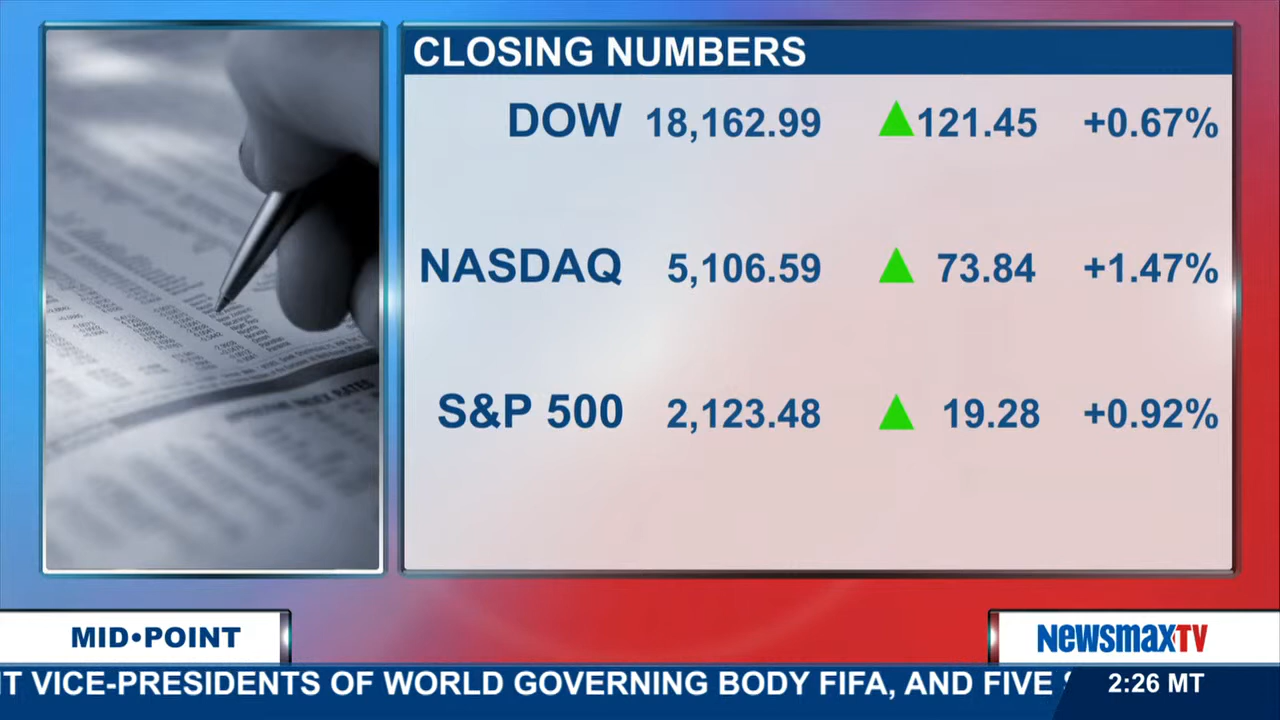 CLOSING NUMBERS
DOW 18,162.99 ▲ 121.45 +0.67%
NASDAQ 5,106.59 ▲ 73.84 +1.47%
S&P 500 2,123.48 ▲ 19.28 +0.92%
MID•POINT
NEWSMAXTV
VICE-PRESIDENTS OF WORLD GOVERNING BODY FIFA, AND FIVE
2:26 MT